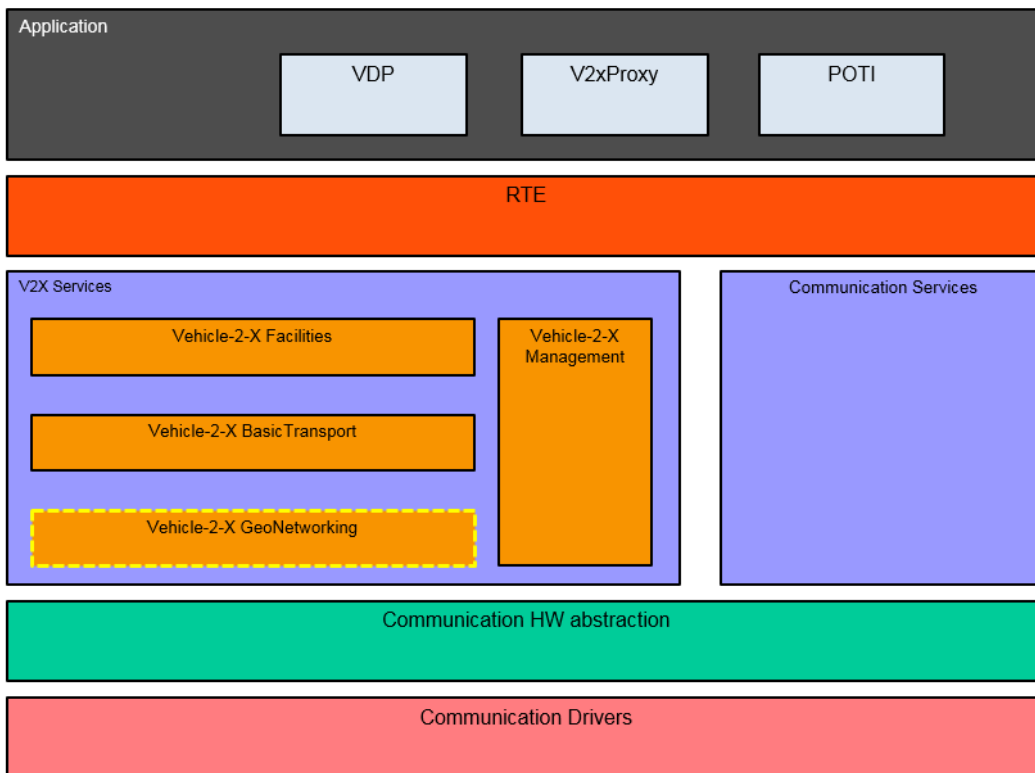 Application
VDP
V2xProxy
POTI
RTE
V2X Services
Vehicle-2-X Facilities
Vehicle-2-X BasicTransport
Vehicle-2-X GeoNetworking
Vehicle-2-X
Management
Communication Services
Communication HW abstraction
Communication Drivers